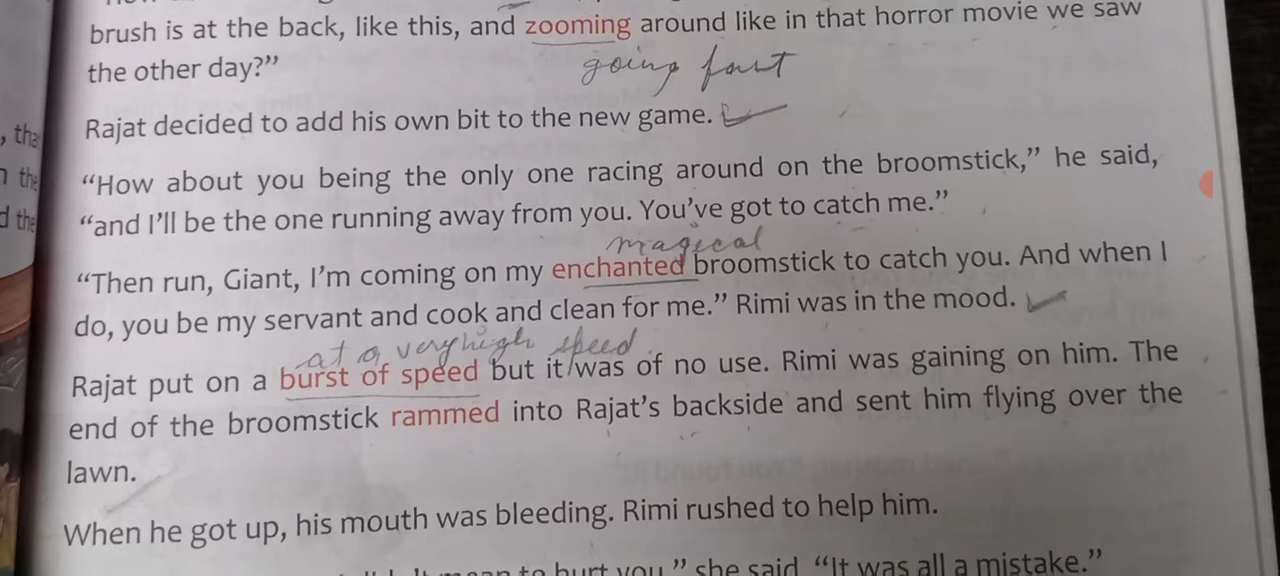 brush is at the back, like this, and zooming around like in that horror movie we saw
the other day?”
going fast
Rajat decided to add his own bit to the new game.
“How about you being the only one racing around on the broomstick,” he said,
“and I’ll be the one running away from you. You’ve got to catch me.”
magical
“Then run, Giant, I’m coming on my enchanted broomstick to catch you. And when I
do, you be my servant and cook and clean for me.” Rimi was in the mood.
at a very high speed
Rajat put on a burst of speed but it was of no use. Rimi was gaining on him. The
end of the broomstick rammed into Rajat’s backside and sent him flying over the
lawn.
When he got up, his mouth was bleeding. Rimi rushed to help him.
to hurt you,” she said “It was all a mistake.”